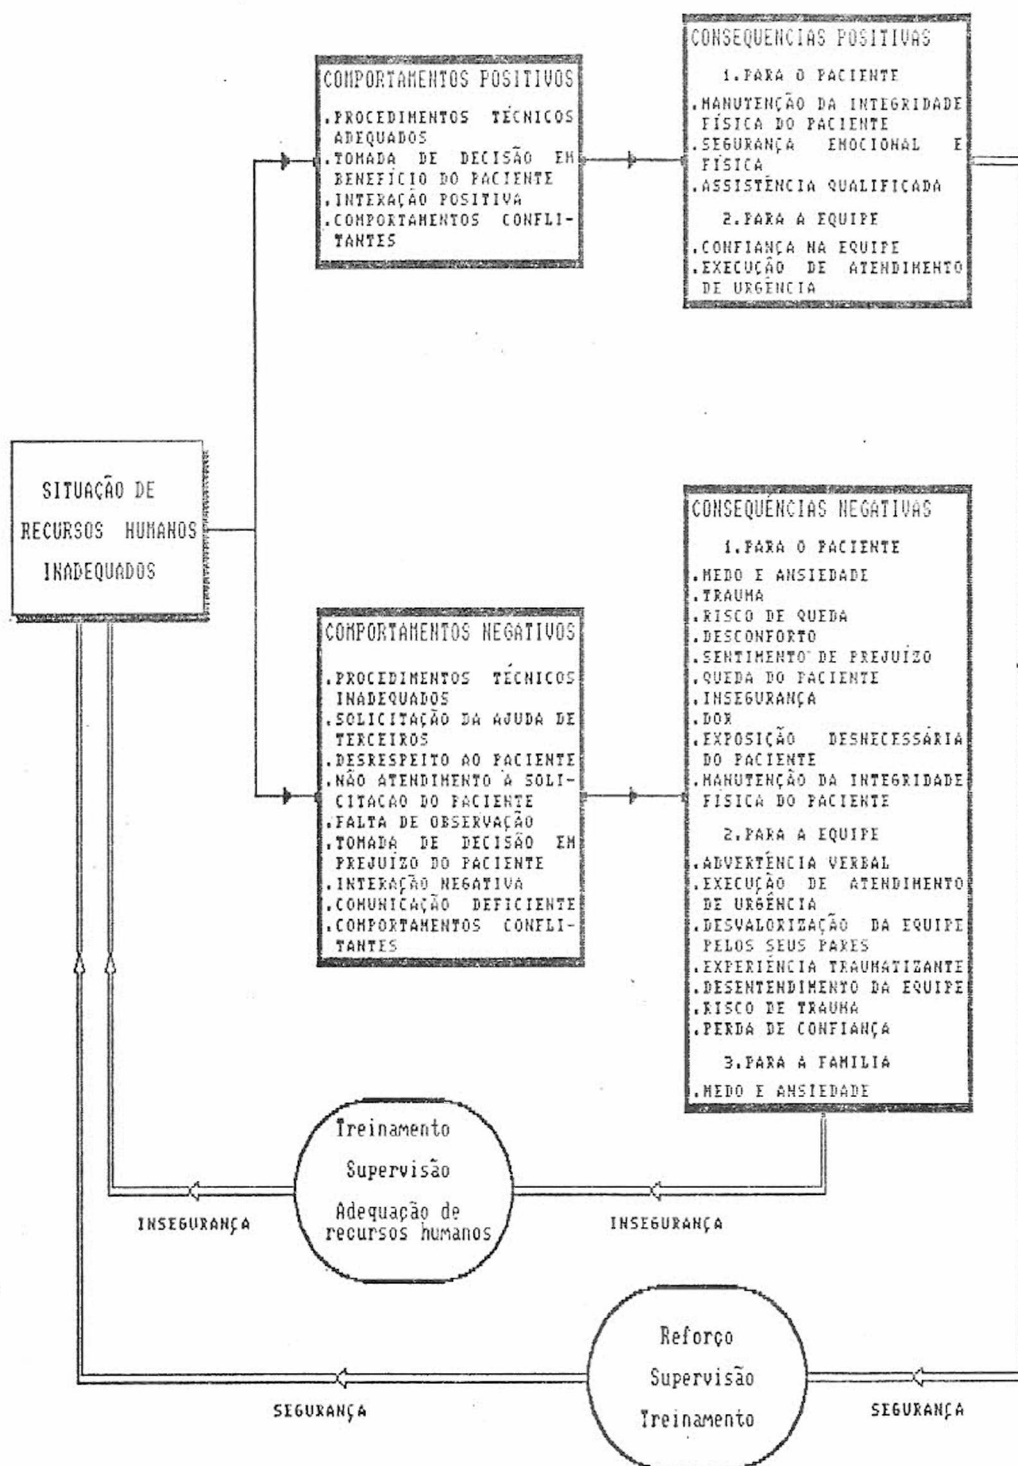 CONSEQUENCIAS POSITIVAS
1.PARA O PACIENTE
.MANUTENÇÃO DA INTEGRIDADE
FÍSICA DO PACIENTE
.SEGURANÇA EMOCIONAL E
FÍSICA
.ASSISTÊNCIA QUALIFICADA
2.PARA A EQUIPE
.CONFIANÇA NA EQUIPE
.EXECUÇÃO DE ATENDIMENTO
DE URGÊNCIA
COMPORTAMENTOS POSITIVOS
.PROCEDIMENTOS TÉCNICOS
ADEQUADOS
.TOMADA DE DECISÃO EM
BENEFÍCIO DO PACIENTE
.INTERAÇÃO POSITIVA
.COMPORTAMENTOS CONFLI-
TANTES
SITUAÇÃO DE
RECURSOS HUMANOS
INADEQUADOS
COMPORTAMENTOS NEGATIVOS
.PROCEDIMENTOS TÉCNICOS
INADEQUADOS
.SOLICITAÇÃO DA AJUDA DE
TERCEIROS
.DESRESPEITO AO PACIENTE
.NÃO ATENDIMENTO A SOLI-
CITACAO DO PACIENTE
.FALTA DE OBSERVAÇÃO
.TOMADA DE DECISÃO EM
PREJUÍZO DO PACIENTE
.INTERAÇÃO NEGATIVA
.COMUNICAÇÃO DEFICIENTE
.COMPORTAMENTOS CONFLI-
TANTES
CONSEQUÊNCIAS NEGATIVAS
1.PARA O PACIENTE
.MEDO E ANSIEDADE
.TRAUMA
.RISCO DE QUEDA
.DESCONFORTO
.SENTIMENTO DE PREJUÍZO
.QUEDA DO PACIENTE
.INSEGURANÇA
.DOR
.EXPOSIÇÃO DESNECESSÁRIA
DO PACIENTE
.MANUTENÇÃO DA INTEGRIDADE
FÍSICA DO PACIENTE
2.PARA A EQUIPE
.ADVERTÊNCIA VERBAL
.EXECUÇÃO DE ATENDIMENTO
DE URGÊNCIA
.DESVALORIZAÇÃO DA EQUIPE
PELOS SEUS PARES
.EXPERIÊNCIA TRAUMATIZANTE
.DESENTENDIMENTO DA EQUIPE
.RISCO DE TRAUMA
.PERDA DE CONFIANÇA
3.PARA A FAMILIA
.MEDO E ANSIEDADE
Treinamento
Supervisão
Adequação de
recursos humanos
INSEGURANÇA
INSEGURANÇA
Reforço
Supervisão
Treinamento
SEGURANÇA
SEGURANÇA